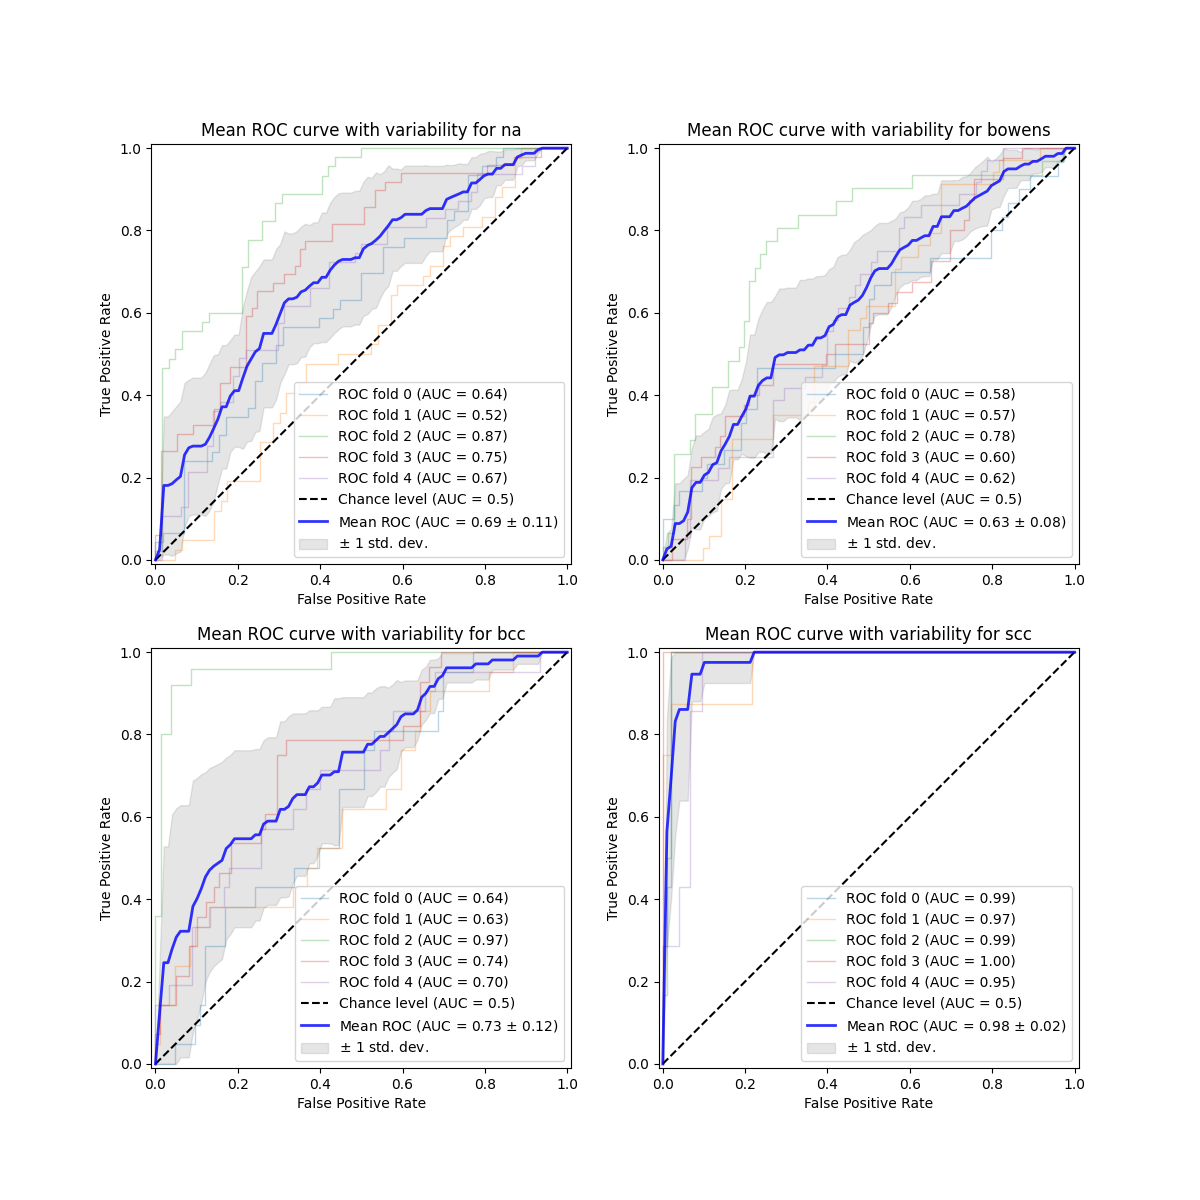 Mean ROC curve with variability for na
1.0
0.8
0.6
0.4
0.2
0.0
True Positive Rate
ROC fold 0 (AUC = 0.64)
ROC fold 1 (AUC = 0.52)
ROC fold 2 (AUC = 0.87)
ROC fold 3 (AUC = 0.75)
ROC fold 4 (AUC = 0.67)
Chance level (AUC = 0.5)
Mean ROC (AUC = 0.69 ± 0.11)
± 1 std. dev.
0.0 0.2 0.4 0.6 0.8 1.0
False Positive Rate
Mean ROC curve with variability for bowens
1.0
0.8
0.6
0.4
0.2
0.0
True Positive Rate
ROC fold 0 (AUC = 0.58)
ROC fold 1 (AUC = 0.57)
ROC fold 2 (AUC = 0.78)
ROC fold 3 (AUC = 0.60)
ROC fold 4 (AUC = 0.62)
Chance level (AUC = 0.5)
Mean ROC (AUC = 0.63 ± 0.08)
± 1 std. dev.
0.0 0.2 0.4 0.6 0.8 1.0
False Positive Rate
Mean ROC curve with variability for bcc
1.0
0.8
0.6
0.4
0.2
0.0
True Positive Rate
ROC fold 0 (AUC = 0.64)
ROC fold 1 (AUC = 0.63)
ROC fold 2 (AUC = 0.97)
ROC fold 3 (AUC = 0.74)
ROC fold 4 (AUC = 0.70)
Chance level (AUC = 0.5)
Mean ROC (AUC = 0.73 ± 0.12)
± 1 std. dev.
0.0 0.2 0.4 0.6 0.8 1.0
False Positive Rate
Mean ROC curve with variability for scc
1.0
0.8
0.6
0.4
0.2
0.0
True Positive Rate
ROC fold 0 (AUC = 0.99)
ROC fold 1 (AUC = 0.97)
ROC fold 2 (AUC = 0.99)
ROC fold 3 (AUC = 1.00)
ROC fold 4 (AUC = 0.95)
Chance level (AUC = 0.5)
Mean ROC (AUC = 0.98 ± 0.02)
± 1 std. dev.
0.0 0.2 0.4 0.6 0.8 1.0
False Positive Rate